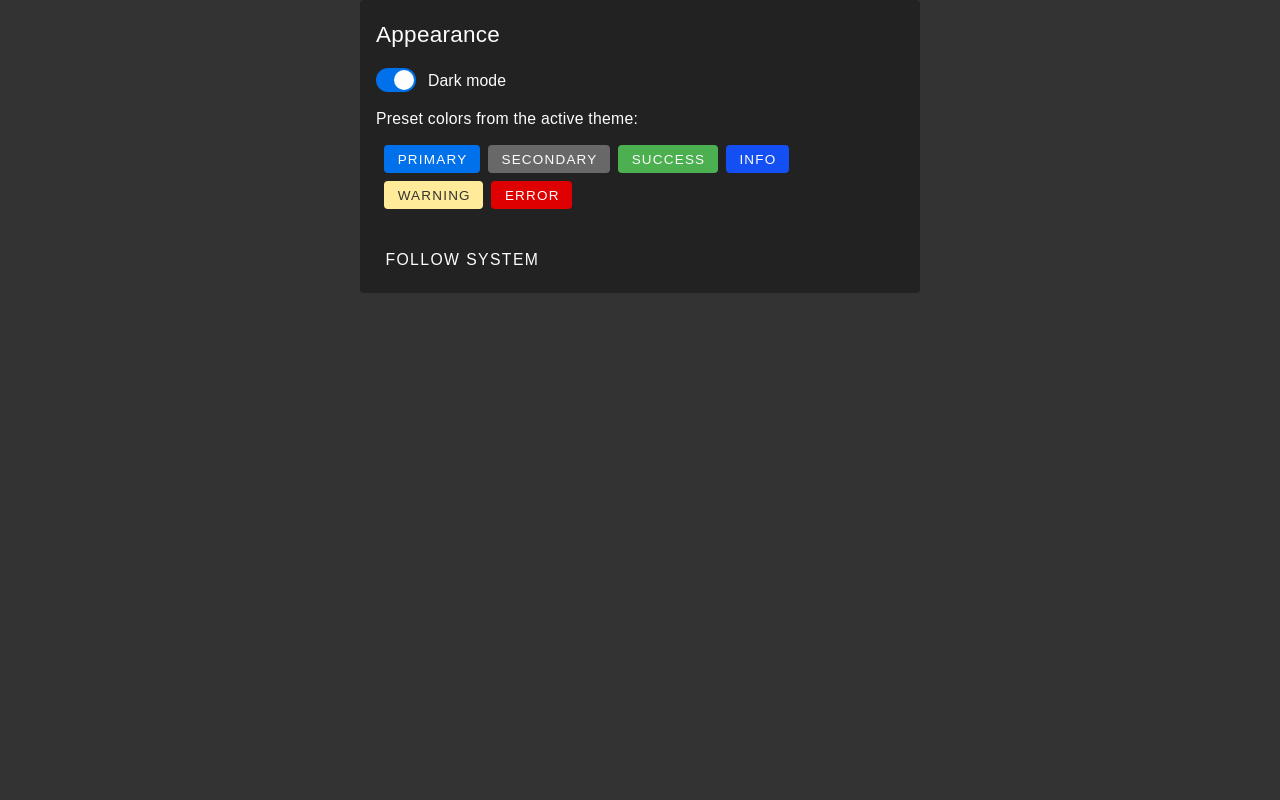 Appearance
Dark mode
Preset colors from the active theme:
PRIMARY SECONDARY SUCCESS INFO
WARNING ERROR
FOLLOW SYSTEM